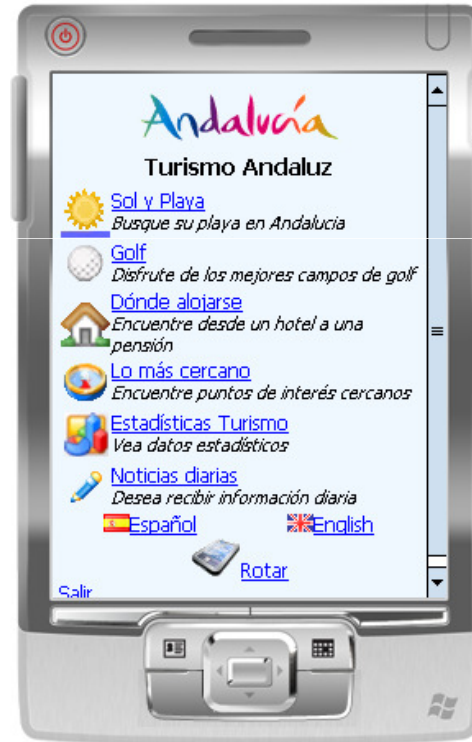 Andalucía
Turismo Andaluz
Sol y Playa
Busque su playa en Andalucia
Golf
Disfrute de los mejores campos de golf
Dónde alojarse
Encuentre desde un hotel a una
pensión
Lo más cercano
Encuentre puntos de interés cercanos
Estadísticas Turismo
Vea datos estadísticos
Noticias diarias
Desea recibir información diaria
Español English
Rotar
Salir